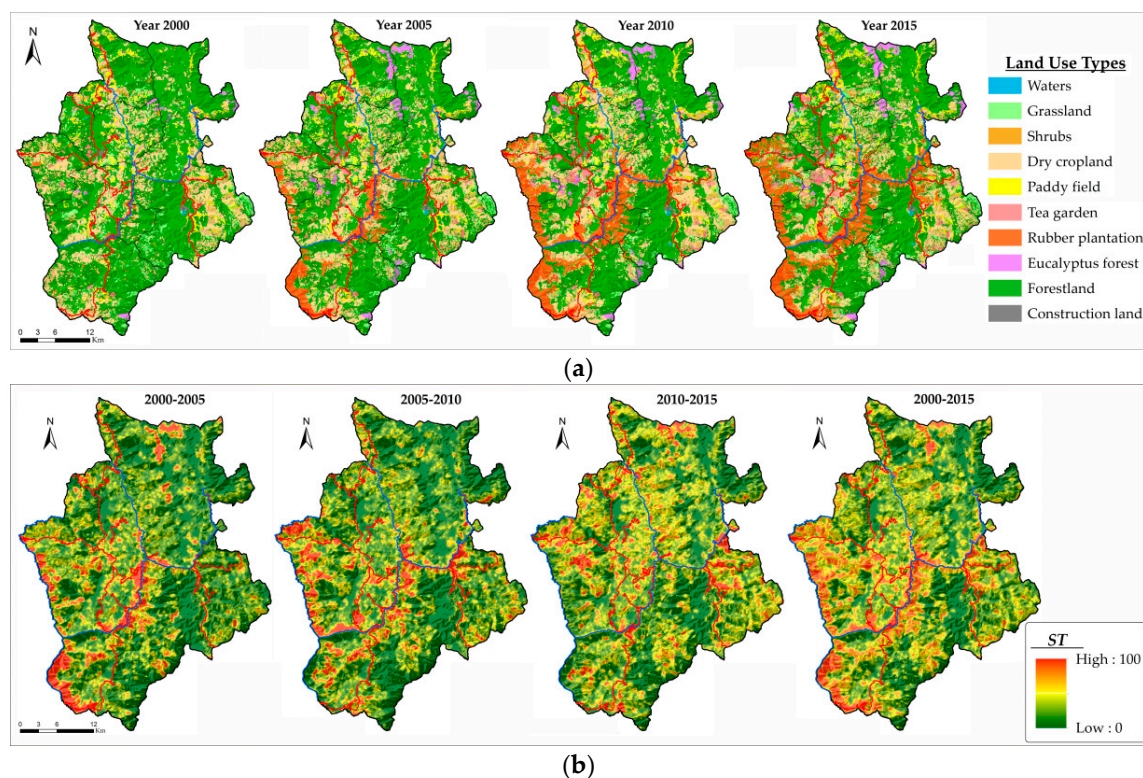 Year 2000
Year 2005
Year 2010
Year 2015
N
Land Use Types
Waters
Grassland
Shrubs
Dry cropland
Paddy field
Tea garden
Rubber plantation
Eucalyptus forest
Forestland
Construction land
0 3 6 12
Km
(a)
2000-2005
2005-2010
2010-2015
2000-2015
N
N
N
N
ST
High : 100
Low : 0
0 3 6 12
Km
(b)